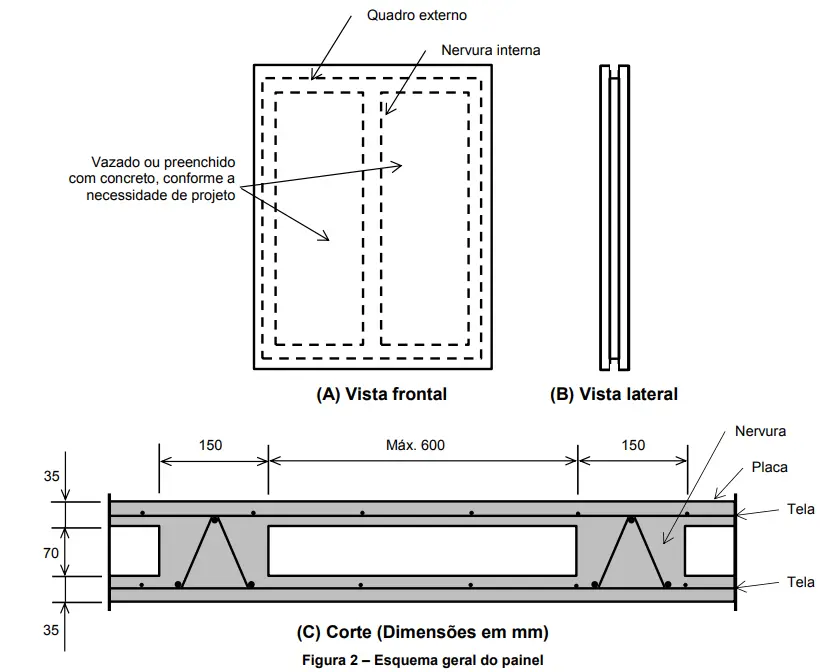 Quadro externo
Nervura interna
Vazado ou preenchido
com concreto, conforme a
necessidade de projeto
(A) Vista frontal
(B) Vista lateral
150
Máx. 600
150
Nervura
Placa
35
Tela
70
Tela
35
(C) Corte (Dimensões em mm)
Figura 2 – Esquema geral do painel